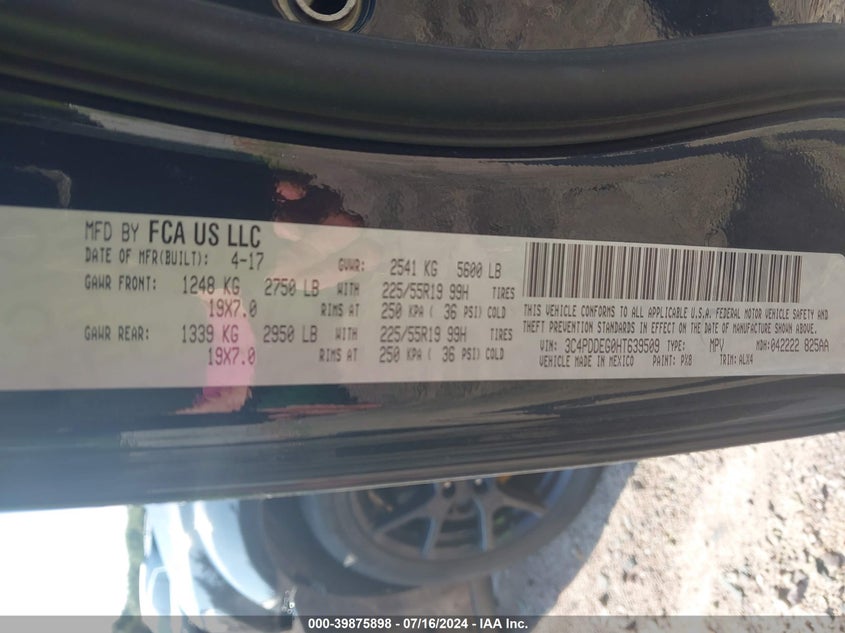 MFD BY FCA US LLC
DATE OF MFR(BUILT): 4-17 GVWR: 2541 KG 5600 LB
GAWR FRONT: 1248 KG 2750 LB WITH 225/55R19 99H TIRES
19X7.0 RIMS AT 250 KPA ( 36 PSI) COLD
GAWR REAR: 1339 KG 2950 LB WITH 225/55R19 99H TIRES
19X7.0 RIMS AT 250 KPA ( 36 PSI) COLD
THIS VEHICLE CONFORMS TO ALL APPLICABLE U.S.A. FEDERAL MOTOR VEHICLE SAFETY AND
THEFT PREVENTION STANDARDS IN EFFECT ON THE DATE OF MANUFACTURE SHOWN ABOVE.
VIN: 3C4PDDEG0HT639509 TYPE: MPV MDH: 042222 825AA
VEHICLE MADE IN MEXICO PAINT: PX8 TRIM: ALX4
000-39875898 / 07/16/2024 / IAA Inc.